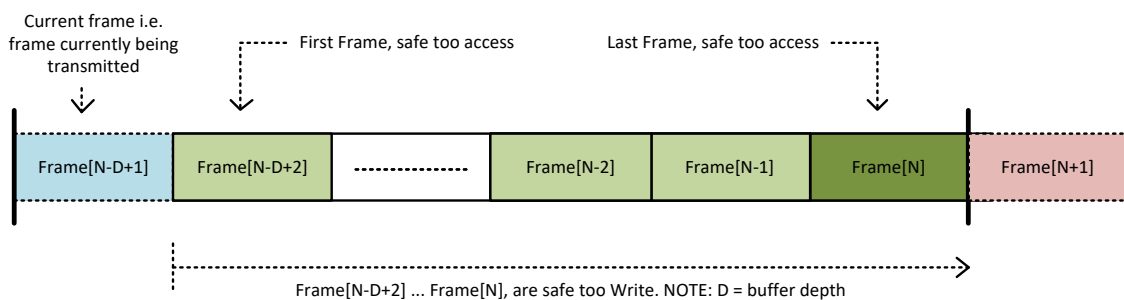 Current frame i.e.
frame currently being
transmitted
First Frame, safe too access
Last Frame, safe too access
Frame[N-D+1]
Frame[N-D+2]
Frame[N-2]
Frame[N-1]
Frame[N]
Frame[N+1]
Frame[N-D+2] ... Frame[N], are safe too Write. NOTE: D = buffer depth